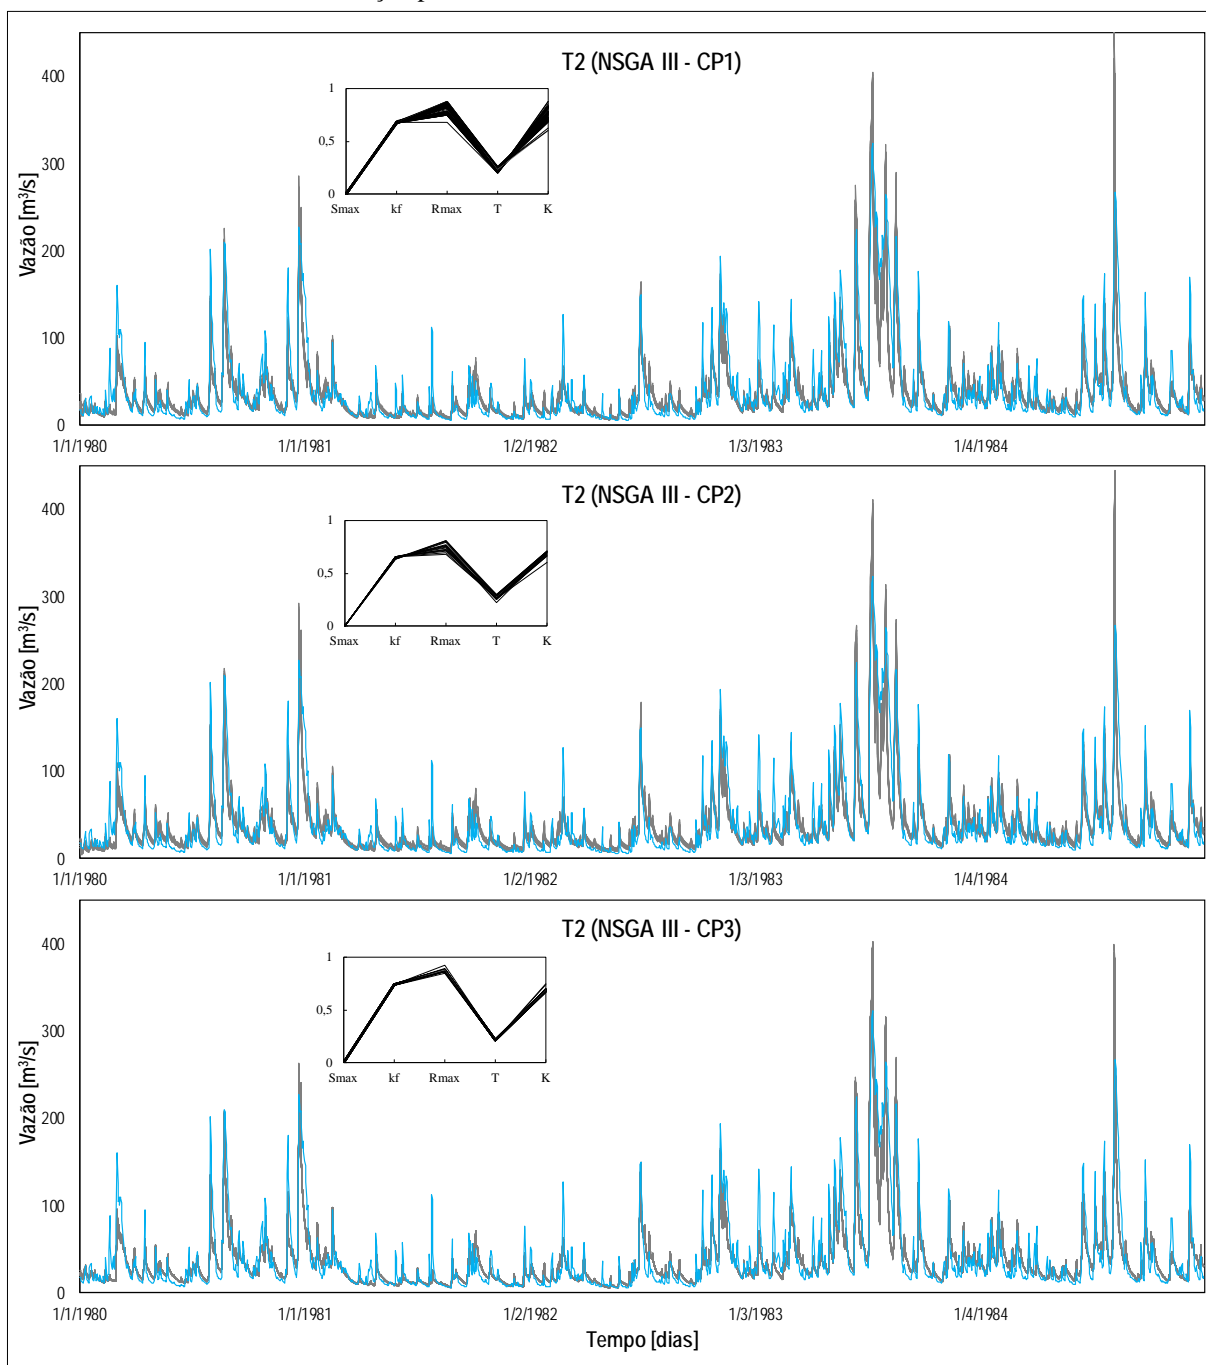 T2 (NSGA III - CP1)
Vazão [m³/s]
400
300
200
100
0
1
0,5
0
Smax kf Rmax T K
1/1/1980 1/1/1981 1/2/1982 1/3/1983 1/4/1984
T2 (NSGA III - CP2)
Vazão [m³/s]
400
300
200
100
0
1
0,5
0
Smax kf Rmax T K
1/1/1980 1/1/1981 1/2/1982 1/3/1983 1/4/1984
T2 (NSGA III - CP3)
Vazão [m³/s]
400
300
200
100
0
1
0,5
0
Smax kf Rmax T K
1/1/1980 1/1/1981 1/2/1982 1/3/1983 1/4/1984
Tempo [dias]